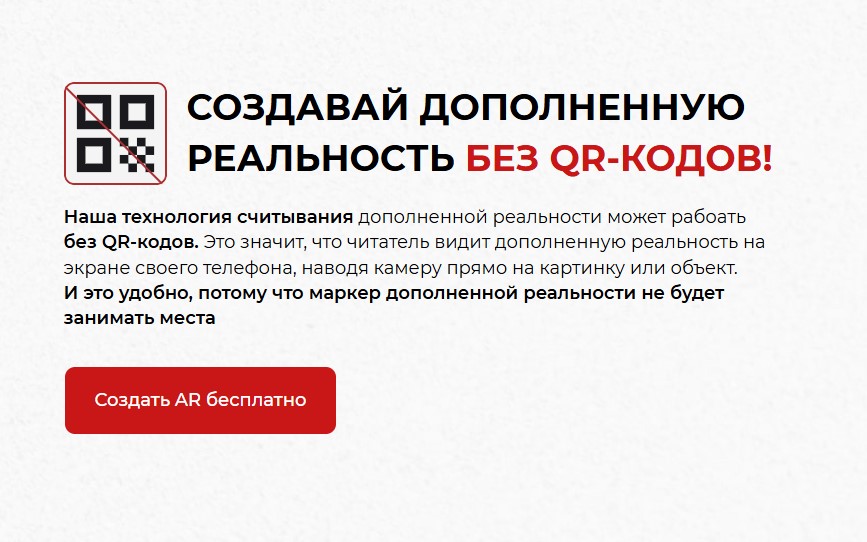 СОЗДАВАЙ ДОПОЛНЕННУЮ
РЕАЛЬНОСТЬ БЕЗ QR-КОДОВ!
Наша технология считывания дополненной реальности может рабоать
без QR-кодов. Это значит, что читатель видит дополненную реальность на
экране своего телефона, наводя камеру прямо на картинку или объект.
И это удобно, потому что маркер дополненной реальности не будет
занимать места
Создать AR бесплатно